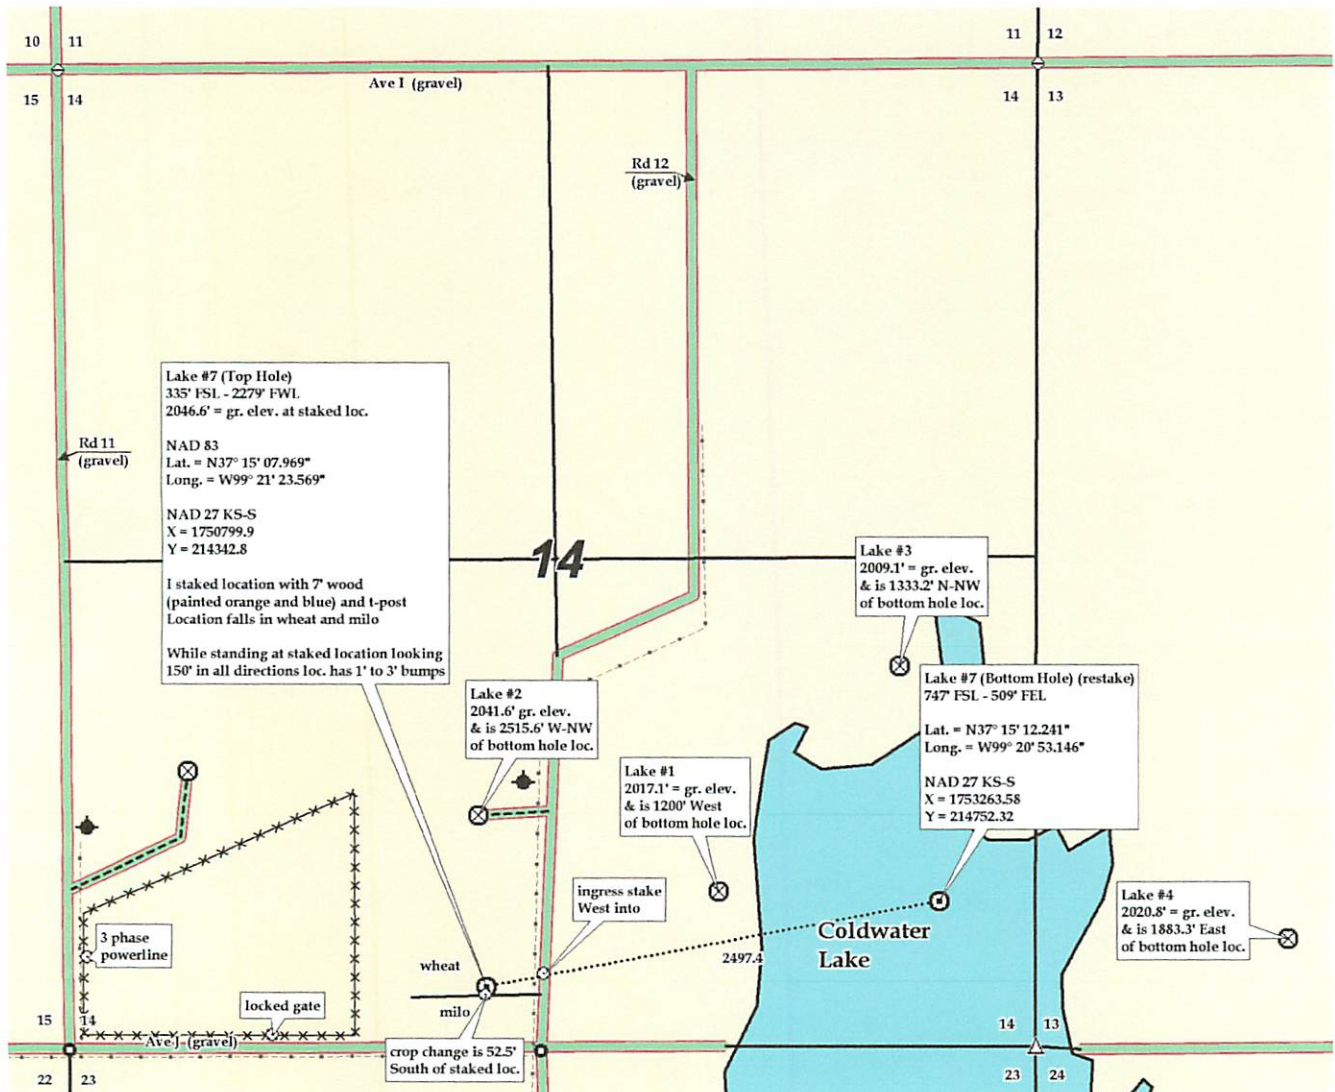 10 11
11 12
Ave I (gravel)
15 14
14 13
Rd 12
(gravel)
Lake #7 (Top Hole)
335' FSL - 2279' FWL
2046.6' = gr. elev. at staked loc.
NAD 83
Lat. = N37° 15' 07.969"
Long. = W99° 21' 23.569"
NAD 27 KS-S
X = 1750799.9
Y = 214342.8
I staked location with 7' wood
(painted orange and blue) and t-post
Location falls in wheat and milo
While standing at staked location looking
150' in all directions loc. has 1' to 3' bumps
Rd 11
(gravel)
14
Lake #3
2009.1' = gr. elev.
& is 1333.2' N-NW
of bottom hole loc.
Lake #7 (Bottom Hole) (restake)
747' FSL - 509' FEL
Lat. = N37° 15' 12.241"
Long. = W99° 20' 53.146"
NAD 27 KS-S
X = 1753263.58
Y = 214752.32
Lake #2
2041.6' gr. elev.
& is 2515.6' W-NW
of bottom hole loc.
Lake #1
2017.1' = gr. elev.
& is 1200' West
of bottom hole loc.
ingress stake
West into
Lake #4
2020.8' = gr. elev.
& is 1883.3' East
of bottom hole loc.
3 phase
powerline
Coldwater
Lake
2497.4
wheat
milo
locked gate
15 14
14 13
Ave J (gravel)
crop change is 52.5'
South of staked loc.
22 23
23 24